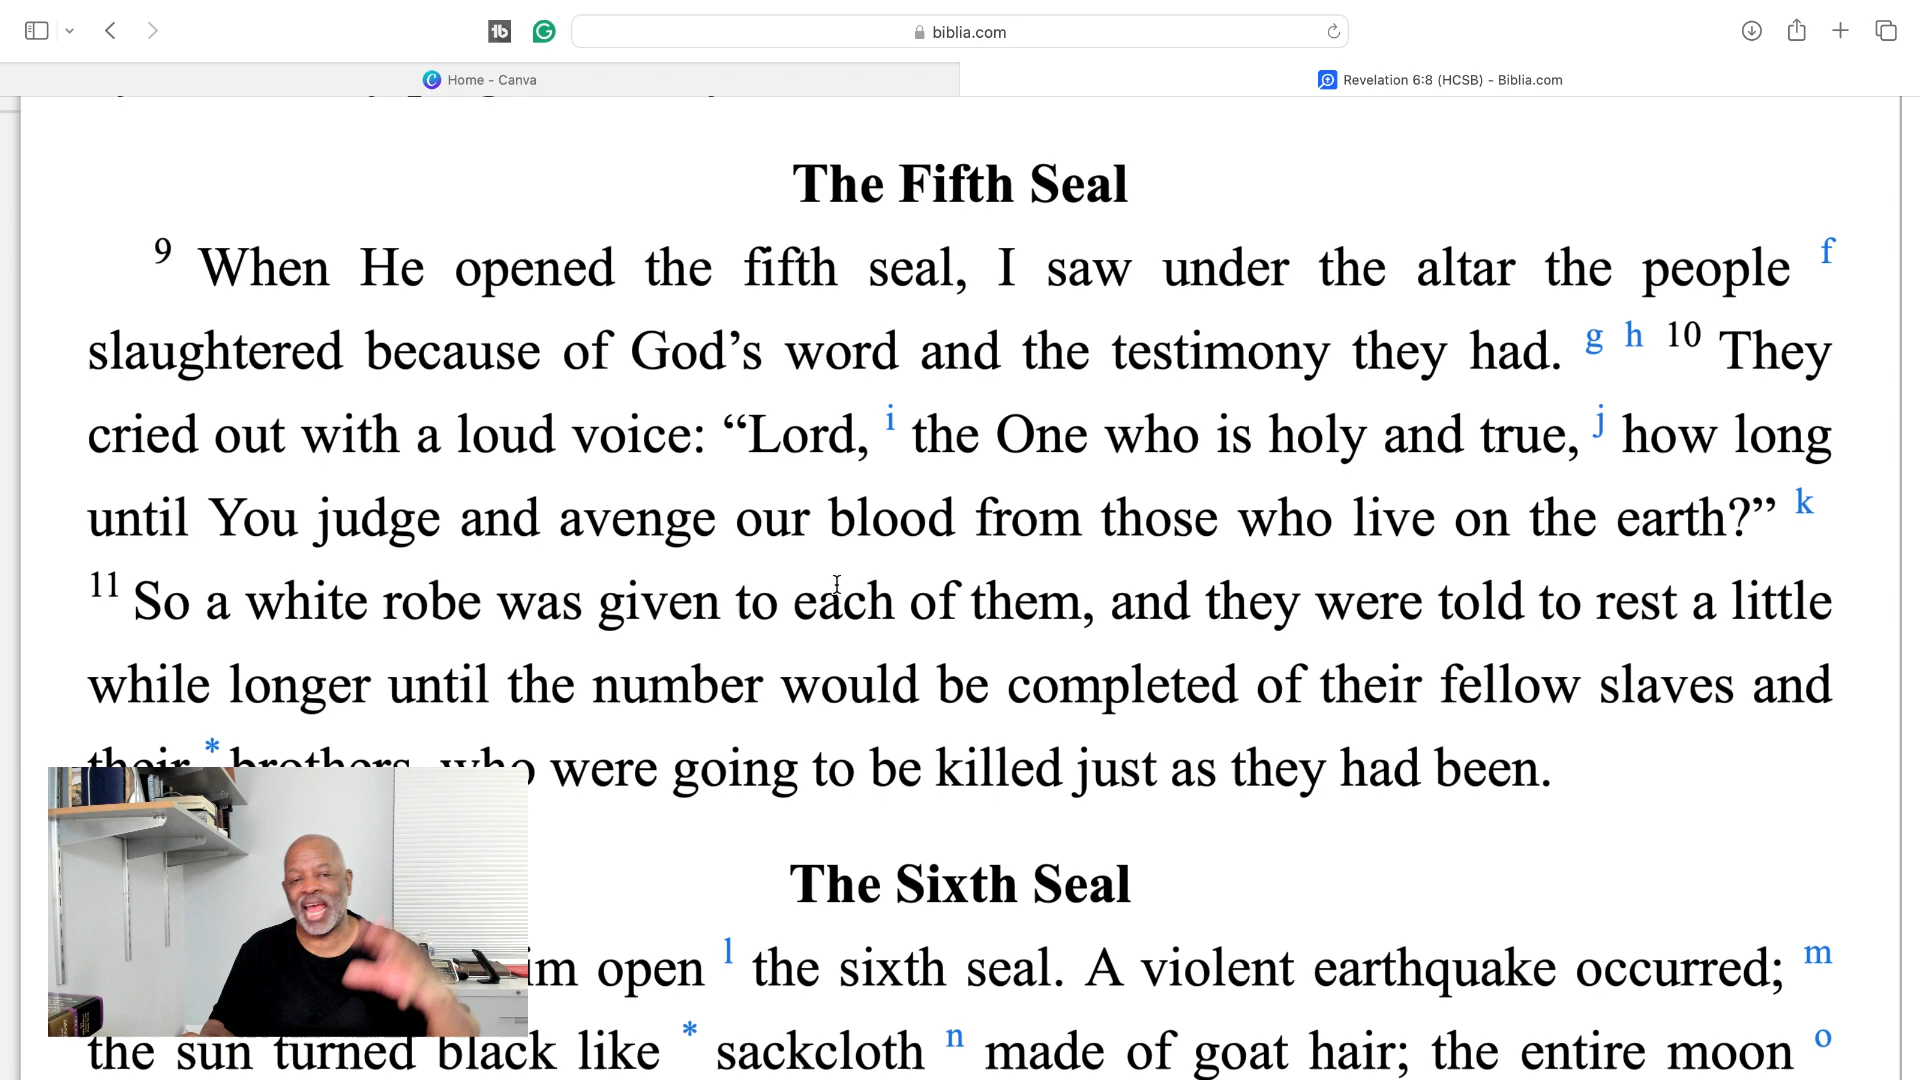 biblia.com
Home - Canva
Revelation 6:8 (HCSB) - Biblia.com
The Fifth Seal
9 When He opened the fifth seal, I saw under the altar the people f
slaughtered because of God’s word and the testimony they had. g h 10 They
cried out with a loud voice: “Lord, i the One who is holy and true, j how long
until You judge and avenge our blood from those who live on the earth?” k
11 So a white robe was given to each of them, and they were told to rest a little
while longer until the number would be completed of their fellow slaves and
their * brothers, who were going to be killed just as they had been.
The Sixth Seal
im open l the sixth seal. A violent earthquake occurred; m
the sun turned black like * sackcloth n made of goat hair; the entire moon o